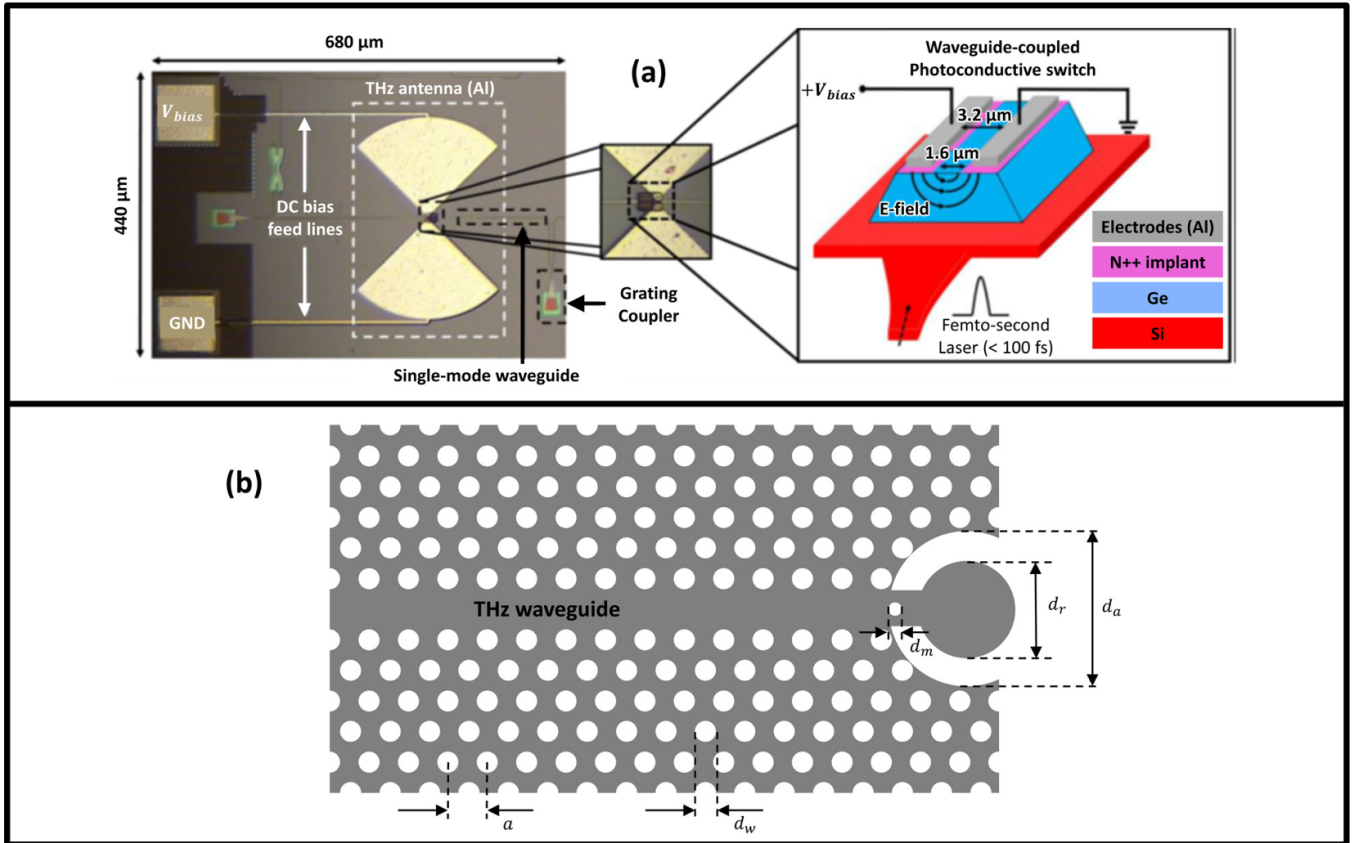 680 μm
(a)
440 μm
V_bias
THz antenna (Al)
DC bias
feed lines
GND
Grating
Coupler
Single-mode waveguide
Waveguide-coupled
Photoconductive switch
+V_bias
3.2 μm
1.6 μm
E-field
Femto-second
Laser (< 100 fs)
Electrodes (Al)
N++ implant
Ge
Si
(b)
THz waveguide
d_r
d_a
d_m
a
d_w